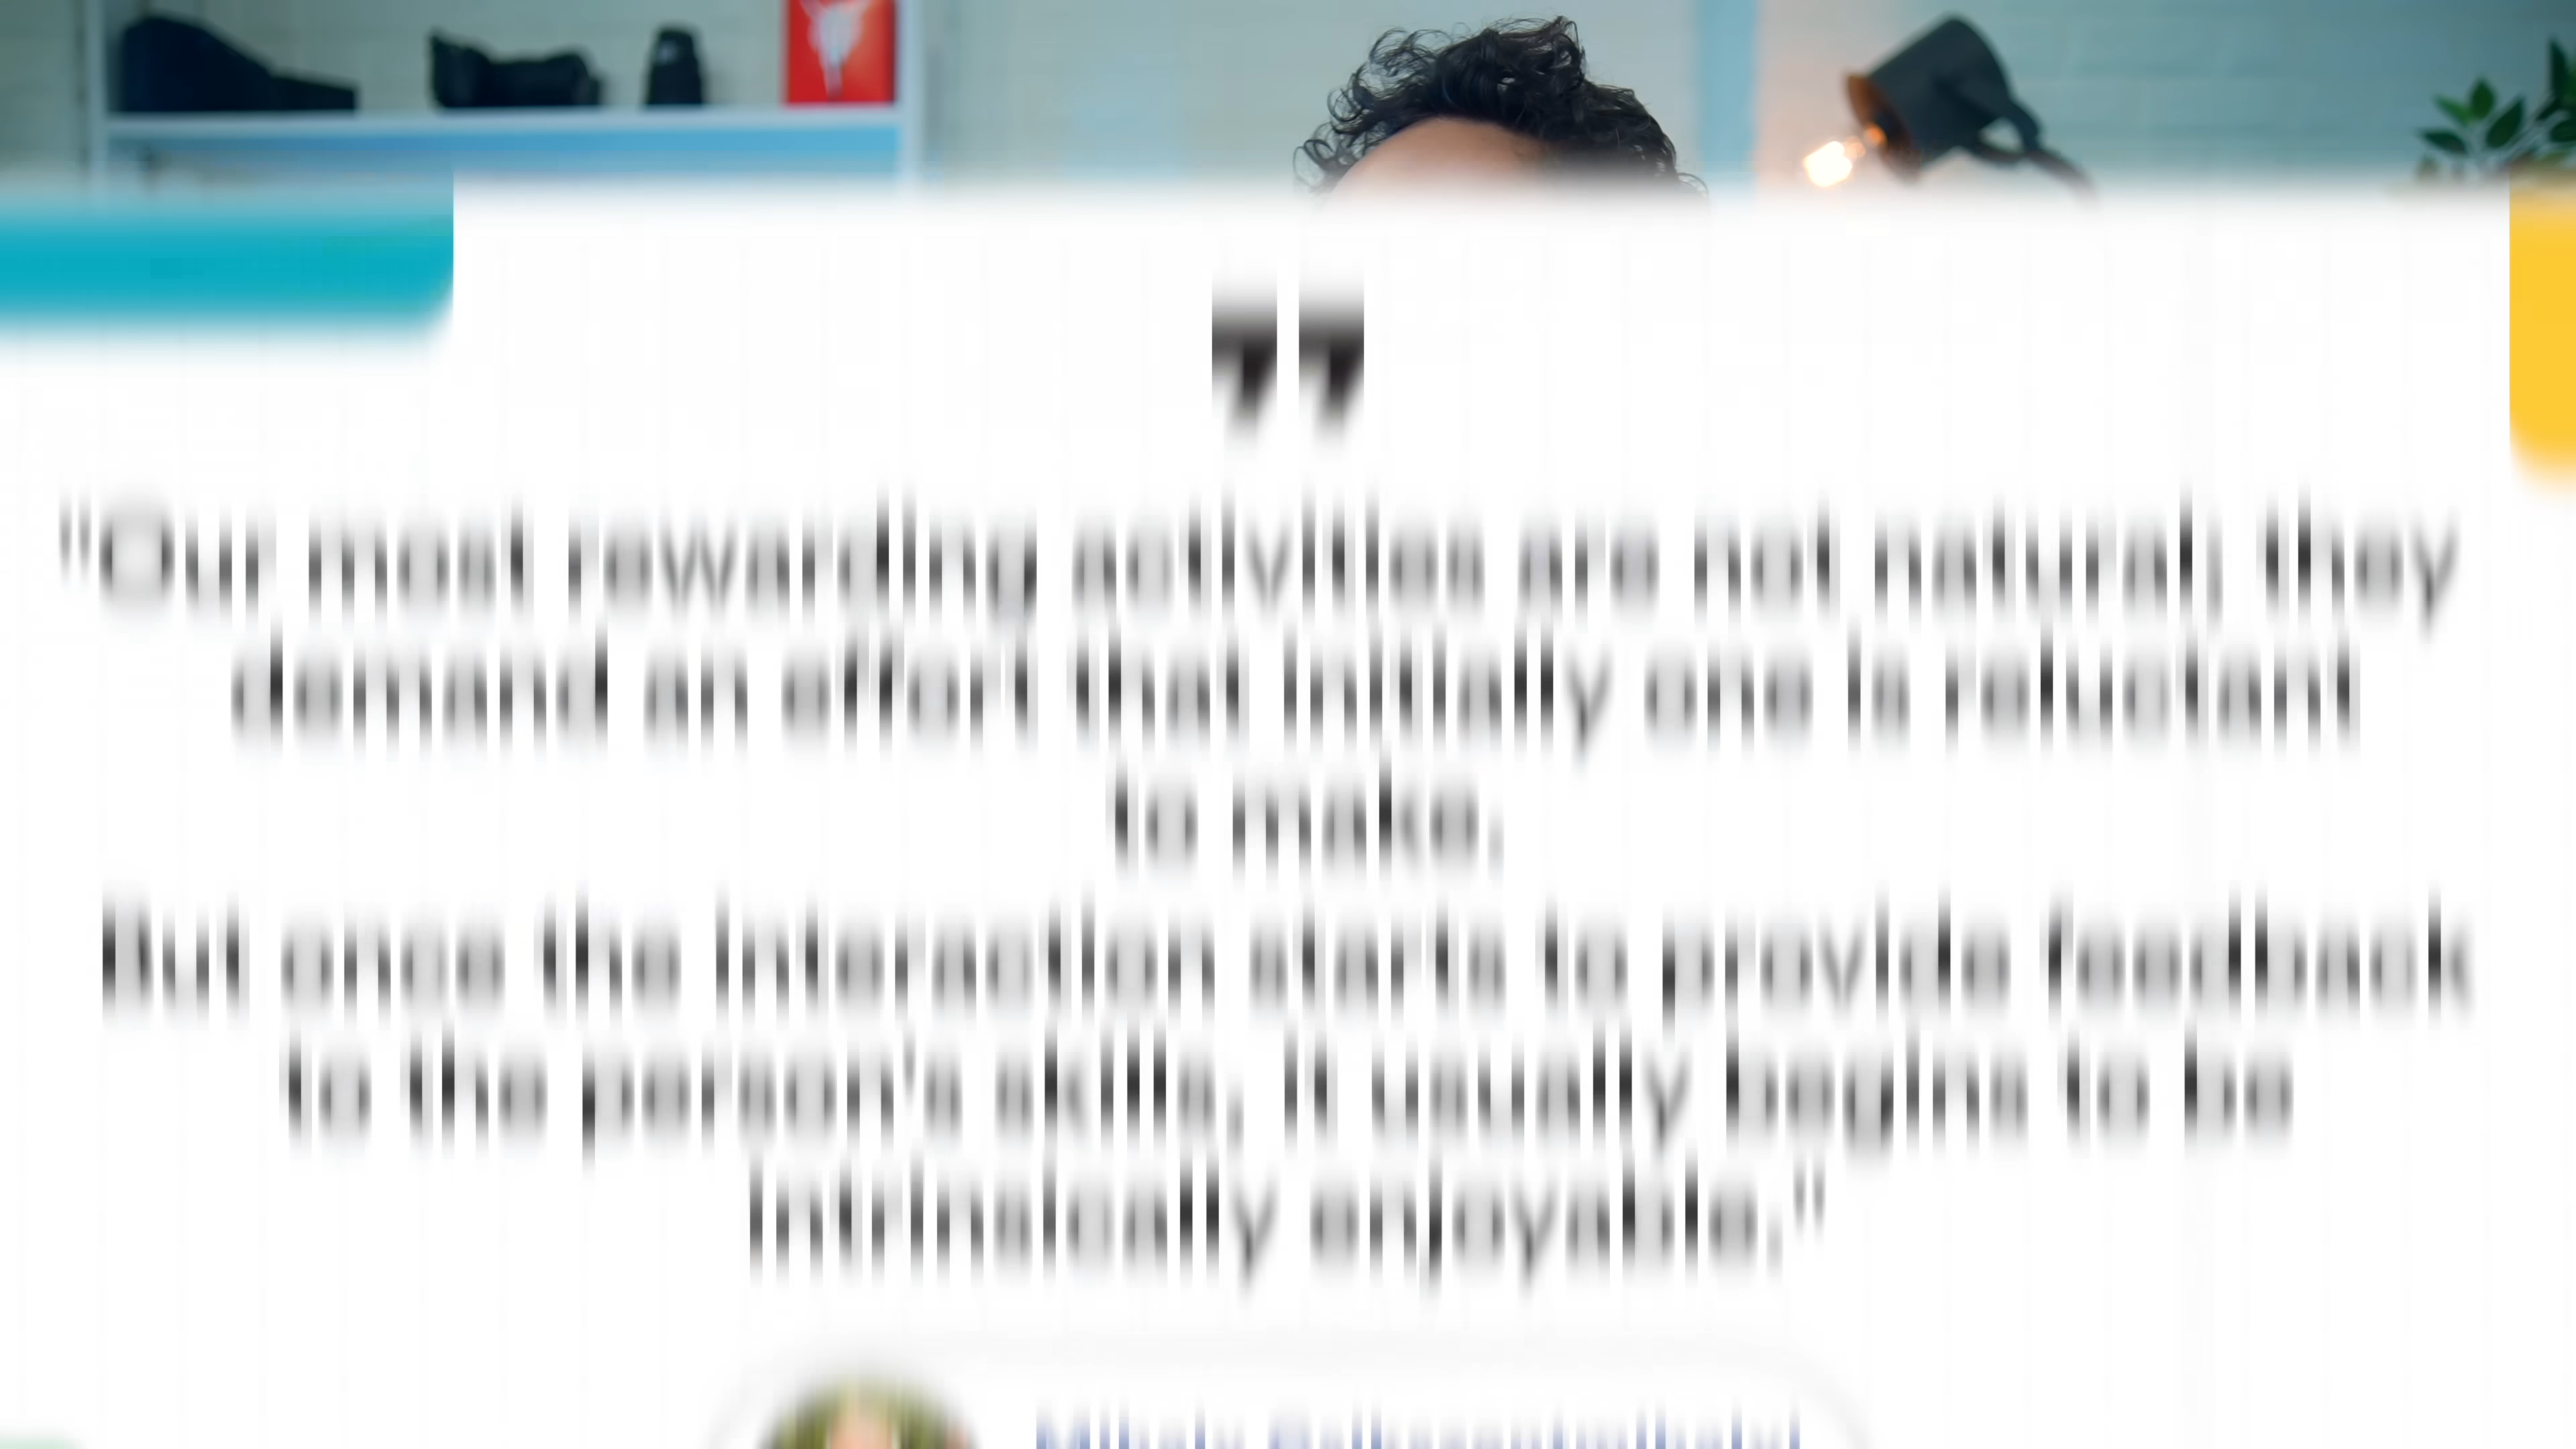 "Our most rewarding activities are not natural, they
demand an effort that initially one is reluctant
to make.
But once the interaction starts to provide feedback
to the person's skills, it usually begins to be
intrinsically enjoyable."